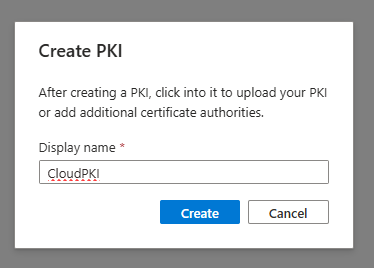 Create PKI
After creating a PKI, click into it to upload your PKI
or add additional certificate authorities.
Display name *
CloudPKI
Create
Cancel